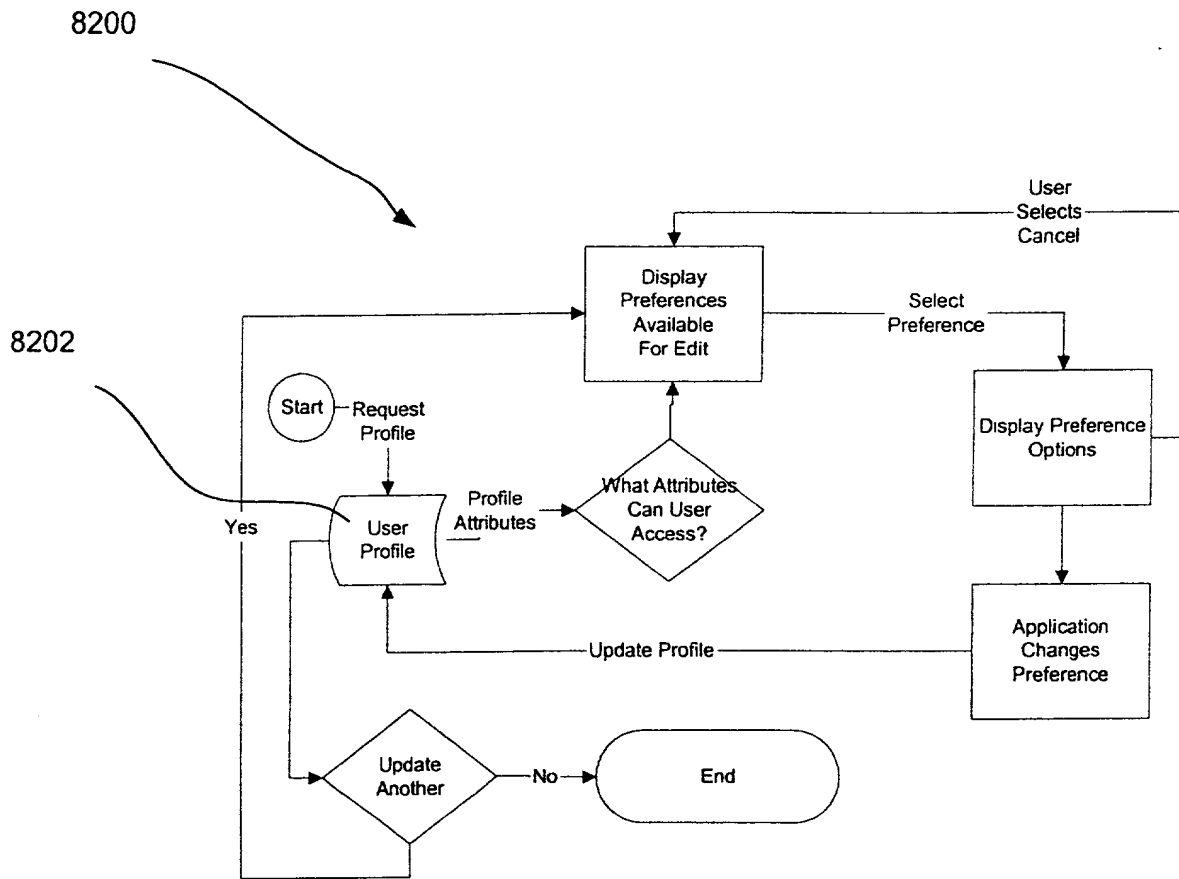 8200
User
Selects
Cancel
Display
Preferences
Available
For Edit
Select
Preference
8202
Start
Request
Profile
Display Preference
Options
What Attributes
Can User
Access?
Profile
Attributes
User
Profile
Yes
Application
Changes
Preference
Update Profile
Update
Another
No
End